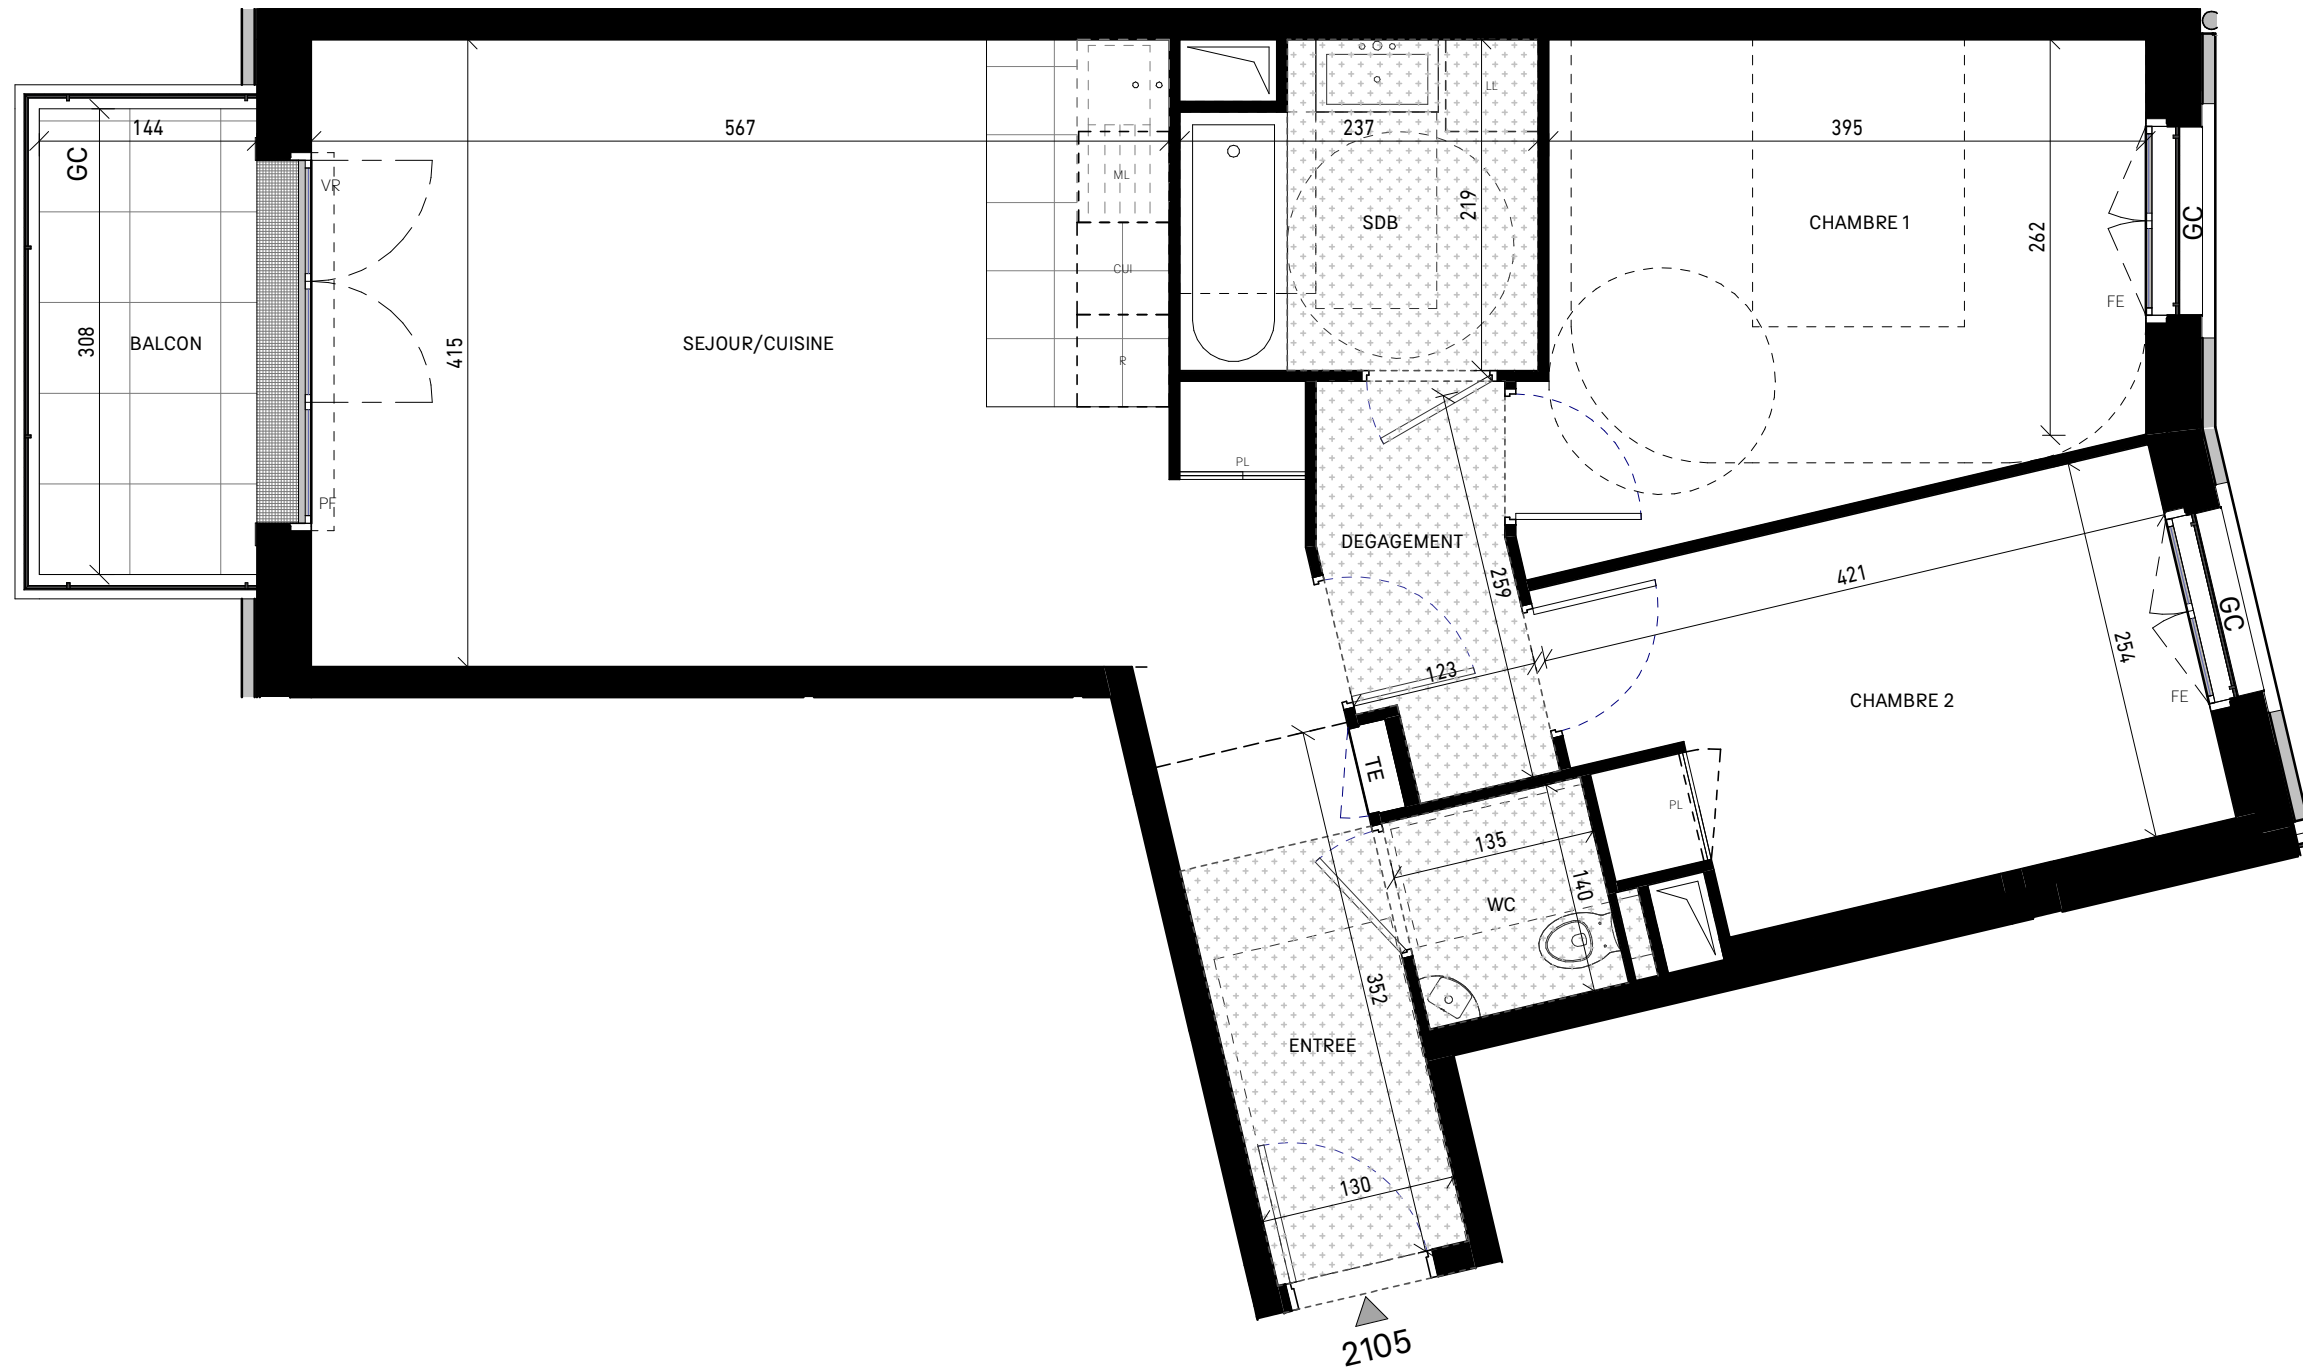 144
567
237
395
GC
VR
LL
ML
219
SDB
CHAMBRE 1
262
GC
CUI
FE
308
BALCON
415
SEJOUR/CUISINE
R
PL
PF
DEGAGEMENT
259
421
GC
254
123
CHAMBRE 2
FE
TE
PL
135
140
WC
352
ENTREE
130
2105